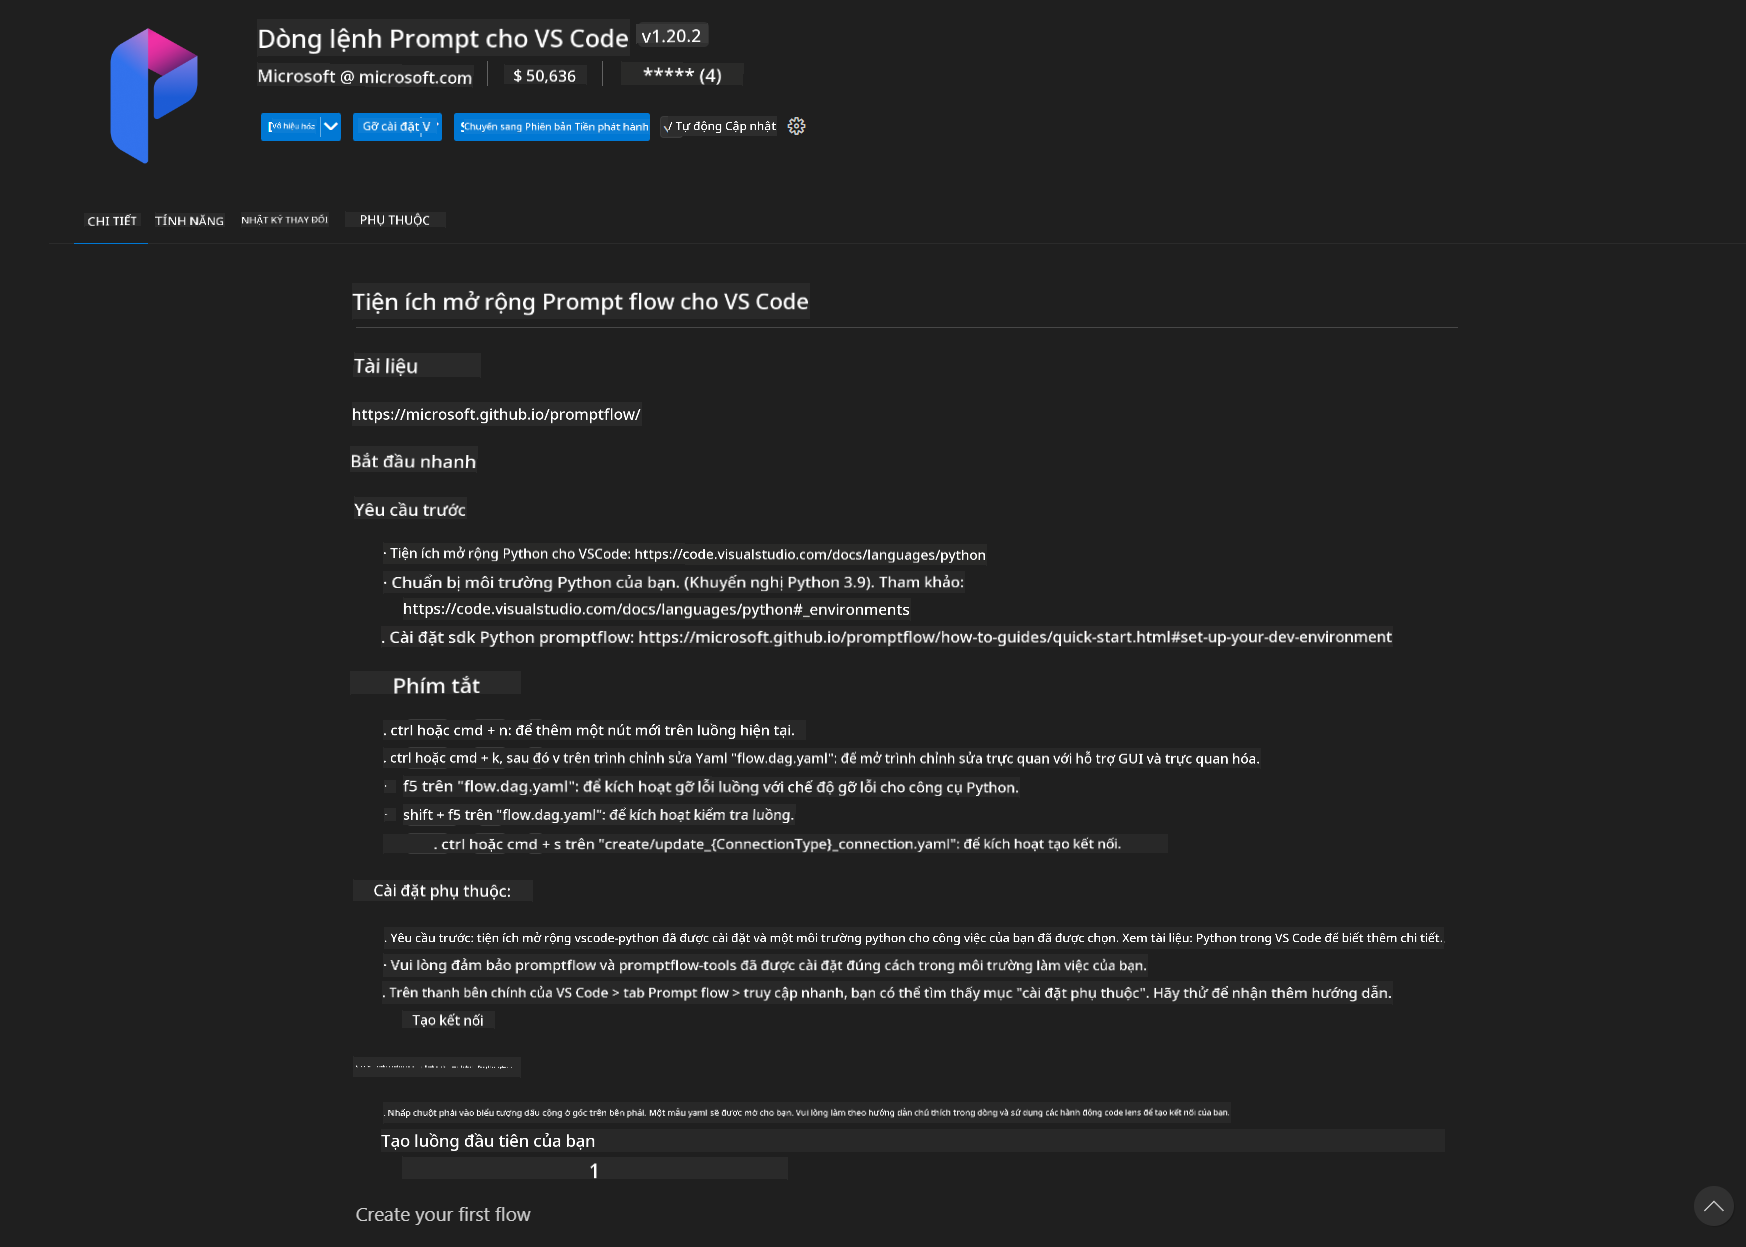 Dòng lệnh Prompt cho VS Code v1.20.2
Microsoft @ microsoft.com $ 50,636 ***** (4)
Vô hiệu hóa Gỡ cài đặt Chuyển sang Phiên bản Tiền phát hành √ Tự động Cập nhật
CHI TIẾT TÍNH NĂNG NHẬT KÝ THAY ĐỔI PHỤ THUỘC
Tiện ích mở rộng Prompt flow cho VS Code
Tài liệu
https://microsoft.github.io/promptflow/
Bắt đầu nhanh
Yêu cầu trước
· Tiện ích mở rộng Python cho VSCode: https://code.visualstudio.com/docs/languages/python
· Chuẩn bị môi trường Python của bạn. (Khuyến nghị Python 3.9). Tham khảo:
https://code.visualstudio.com/docs/languages/python#_environments
. Cài đặt sdk Python promptflow: https://microsoft.github.io/promptflow/how-to-guides/quick-start.html#set-up-your-dev-environment
Phím tắt
. ctrl hoặc cmd + n: để thêm một nút mới trên luồng hiện tại.
. ctrl hoặc cmd + k, sau đó v trên trình chỉnh sửa Yaml "flow.dag.yaml": để mở trình chỉnh sửa trực quan với hỗ trợ GUI và trực quan hóa.
· f5 trên "flow.dag.yaml": để kích hoạt gỡ lỗi luồng với chế độ gỡ lỗi cho công cụ Python.
· shift + f5 trên "flow.dag.yaml": để kích hoạt kiểm tra luồng.
. ctrl hoặc cmd + s trên "create/update_{ConnectionType}_connection.yaml": để kích hoạt tạo kết nối.
Cài đặt phụ thuộc:
. Yêu cầu trước: tiện ích mở rộng vscode-python đã được cài đặt và một môi trường python cho công việc của bạn đã được chọn. Xem tài liệu: Python trong VS Code để biết thêm chi tiết.
· Vui lòng đảm bảo promptflow và promptflow-tools đã được cài đặt đúng cách trong môi trường làm việc của bạn.
. Trên thanh bên chính của VS Code > tab Prompt flow > truy cập nhanh, bạn có thể tìm thấy mục "cài đặt phụ thuộc". Hãy thử để nhận thêm hướng dẫn.
Tạo kết nối
. Nhấp chuột phải vào biểu tượng dấu cộng ở góc trên bên phải. Một mẫu yaml sẽ được mở cho bạn. Vui lòng làm theo hướng dẫn chú thích trong dòng và sử dụng các hành động code lens để tạo kết nối của bạn.
Tạo luồng đầu tiên của bạn
1
Create your first flow